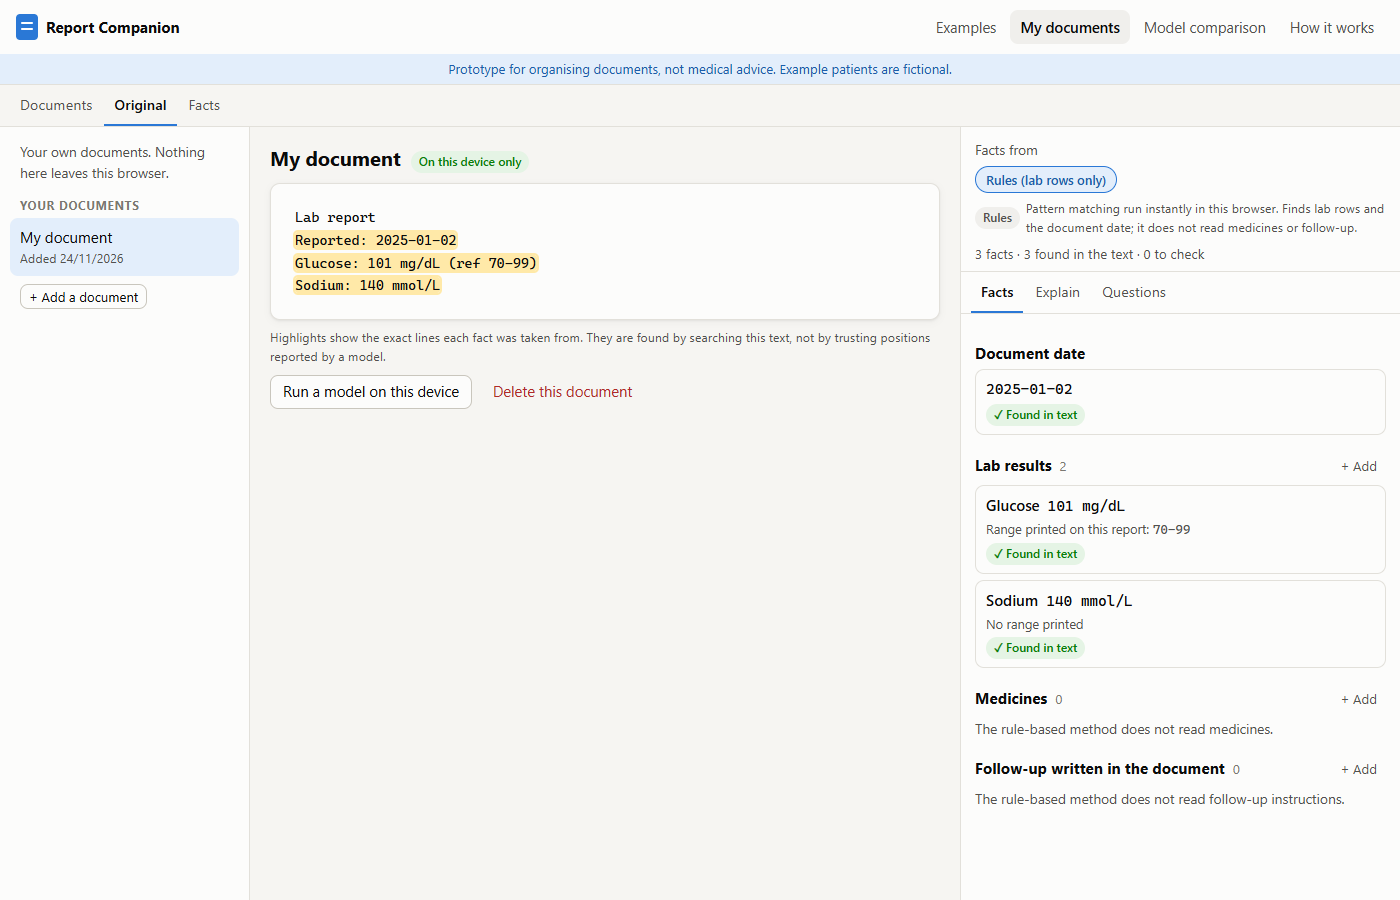 Report Companion
Examples
My documents
Model comparison
How it works
Prototype for organising documents, not medical advice. Example patients are fictional.
Documents
Original
Facts
Your own documents. Nothing
here leaves this browser.
YOUR DOCUMENTS
My document
Added 24/11/2026
+ Add a document
My document
On this device only
Lab report
Reported: 2025-01-02
Glucose: 101 mg/dL (ref 70-99)
Sodium: 140 mmol/L
Highlights show the exact lines each fact was taken from. They are found by searching this text, not by trusting positions
reported by a model.
Run a model on this device
Delete this document
Facts from
Rules (lab rows only)
Rules
Pattern matching run instantly in this browser. Finds lab rows and
the document date; it does not read medicines or follow-up.
3 facts · 3 found in the text · 0 to check
Facts
Explain
Questions
Document date
2025-01-02
✓ Found in text
Lab results 2
+ Add
Glucose 101 mg/dL
Range printed on this report: 70-99
✓ Found in text
Sodium 140 mmol/L
No range printed
✓ Found in text
Medicines 0
+ Add
The rule-based method does not read medicines.
Follow-up written in the document 0
+ Add
The rule-based method does not read follow-up instructions.